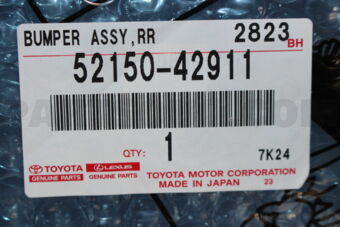 BUMPER ASSY,RR 2823 BH
52150-42911
QTY: 1 7K24
TOYOTA LEXUS TOYOTA MOTOR CORPORATION
GENUINE PARTS GENUINE PARTS MADE IN JAPAN 23